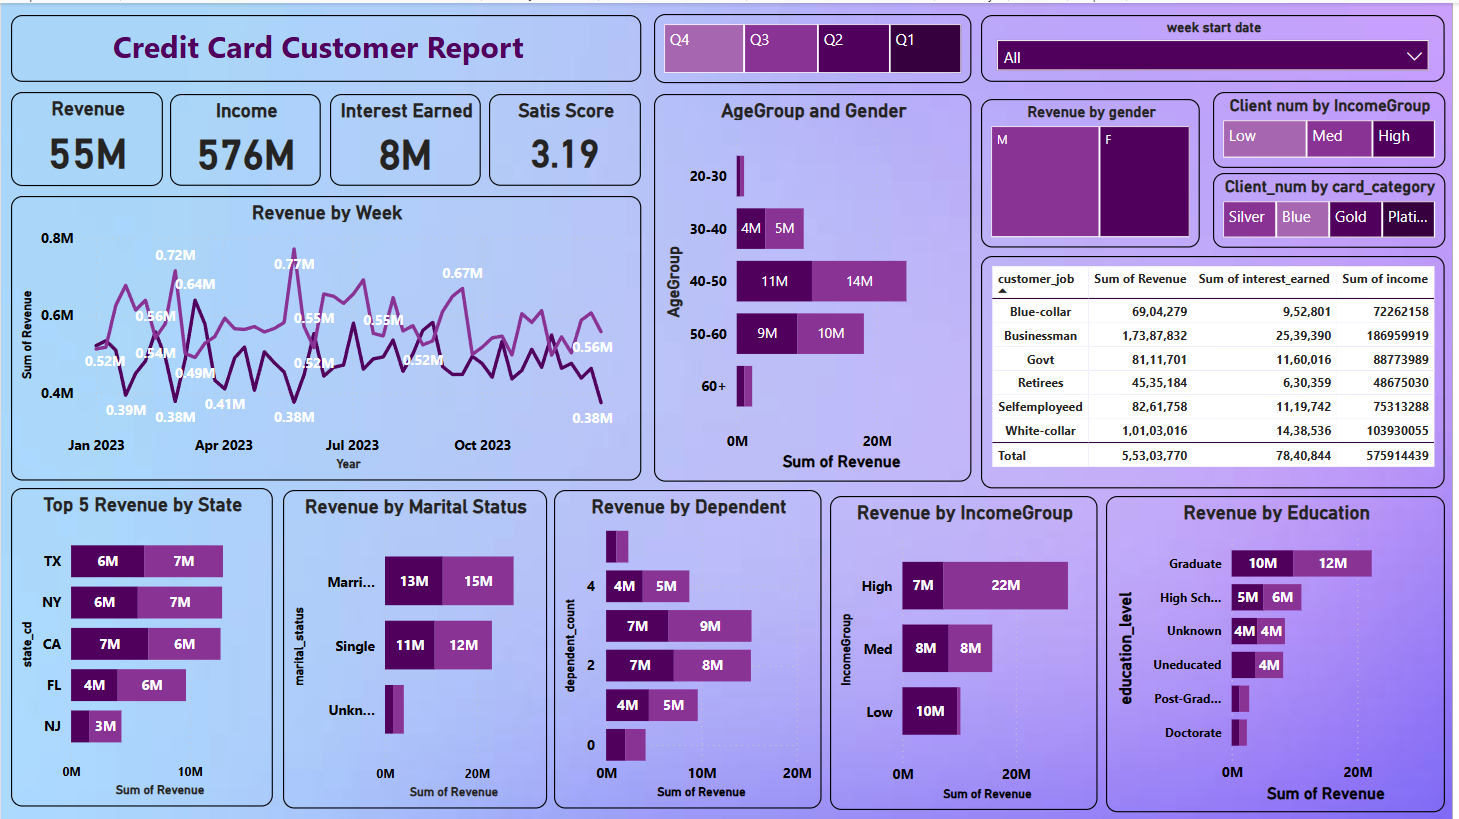 Credit Card Customer Report
Q4 Q3 Q2 Q1
week start date
All
Revenue
55M
Income
576M
Interest Earned
8M
Satis Score
3.19
AgeGroup and Gender
AgeGroup
20-30
30-40 4M 5M
40-50 11M 14M
50-60 9M 10M
60+
0M 20M
Sum of Revenue
Revenue by gender
M F
Client num by IncomeGroup
Low Med High
Client_num by card_category
Silver Blue Gold Plati...
Revenue by Week
Sum of Revenue
0.8M
0.6M
0.4M
0.72M
0.77M
0.67M
0.64M
0.56M
0.55M
0.55M
0.52M
0.54M
0.49M
0.52M
0.52M
0.56M
0.39M
0.38M
0.41M
0.38M
0.38M
Jan 2023 Apr 2023 Jul 2023 Oct 2023
Year
customer_job Sum of Revenue Sum of interest_earned Sum of income
Blue-collar 69,04,279 9,52,801 72262158
Businessman 1,73,87,832 25,39,390 186959919
Govt 81,11,701 11,60,016 88773989
Retirees 45,35,184 6,30,359 48675030
Selfemployeed 82,61,758 11,19,742 75313288
White-collar 1,01,03,016 14,38,536 103930055
Total 5,53,03,770 78,40,844 575914439
Top 5 Revenue by State
state_cd
TX 6M 7M
NY 6M 7M
CA 7M 6M
FL 4M 6M
NJ 3M
0M 10M
Sum of Revenue
Revenue by Marital Status
marital_status
Marri... 13M 15M
Single 11M 12M
Unkn...
0M 20M
Sum of Revenue
Revenue by Dependent
dependent_count
4 4M 5M
7M 9M
2 7M 8M
4M 5M
0
0M 10M 20M
Sum of Revenue
Revenue by IncomeGroup
IncomeGroup
High 7M 22M
Med 8M 8M
Low 10M
0M 20M
Sum of Revenue
Revenue by Education
education_level
Graduate 10M 12M
High Sch... 5M 6M
Unknown 4M 4M
Uneducated 4M
Post-Grad...
Doctorate
0M 20M
Sum of Revenue